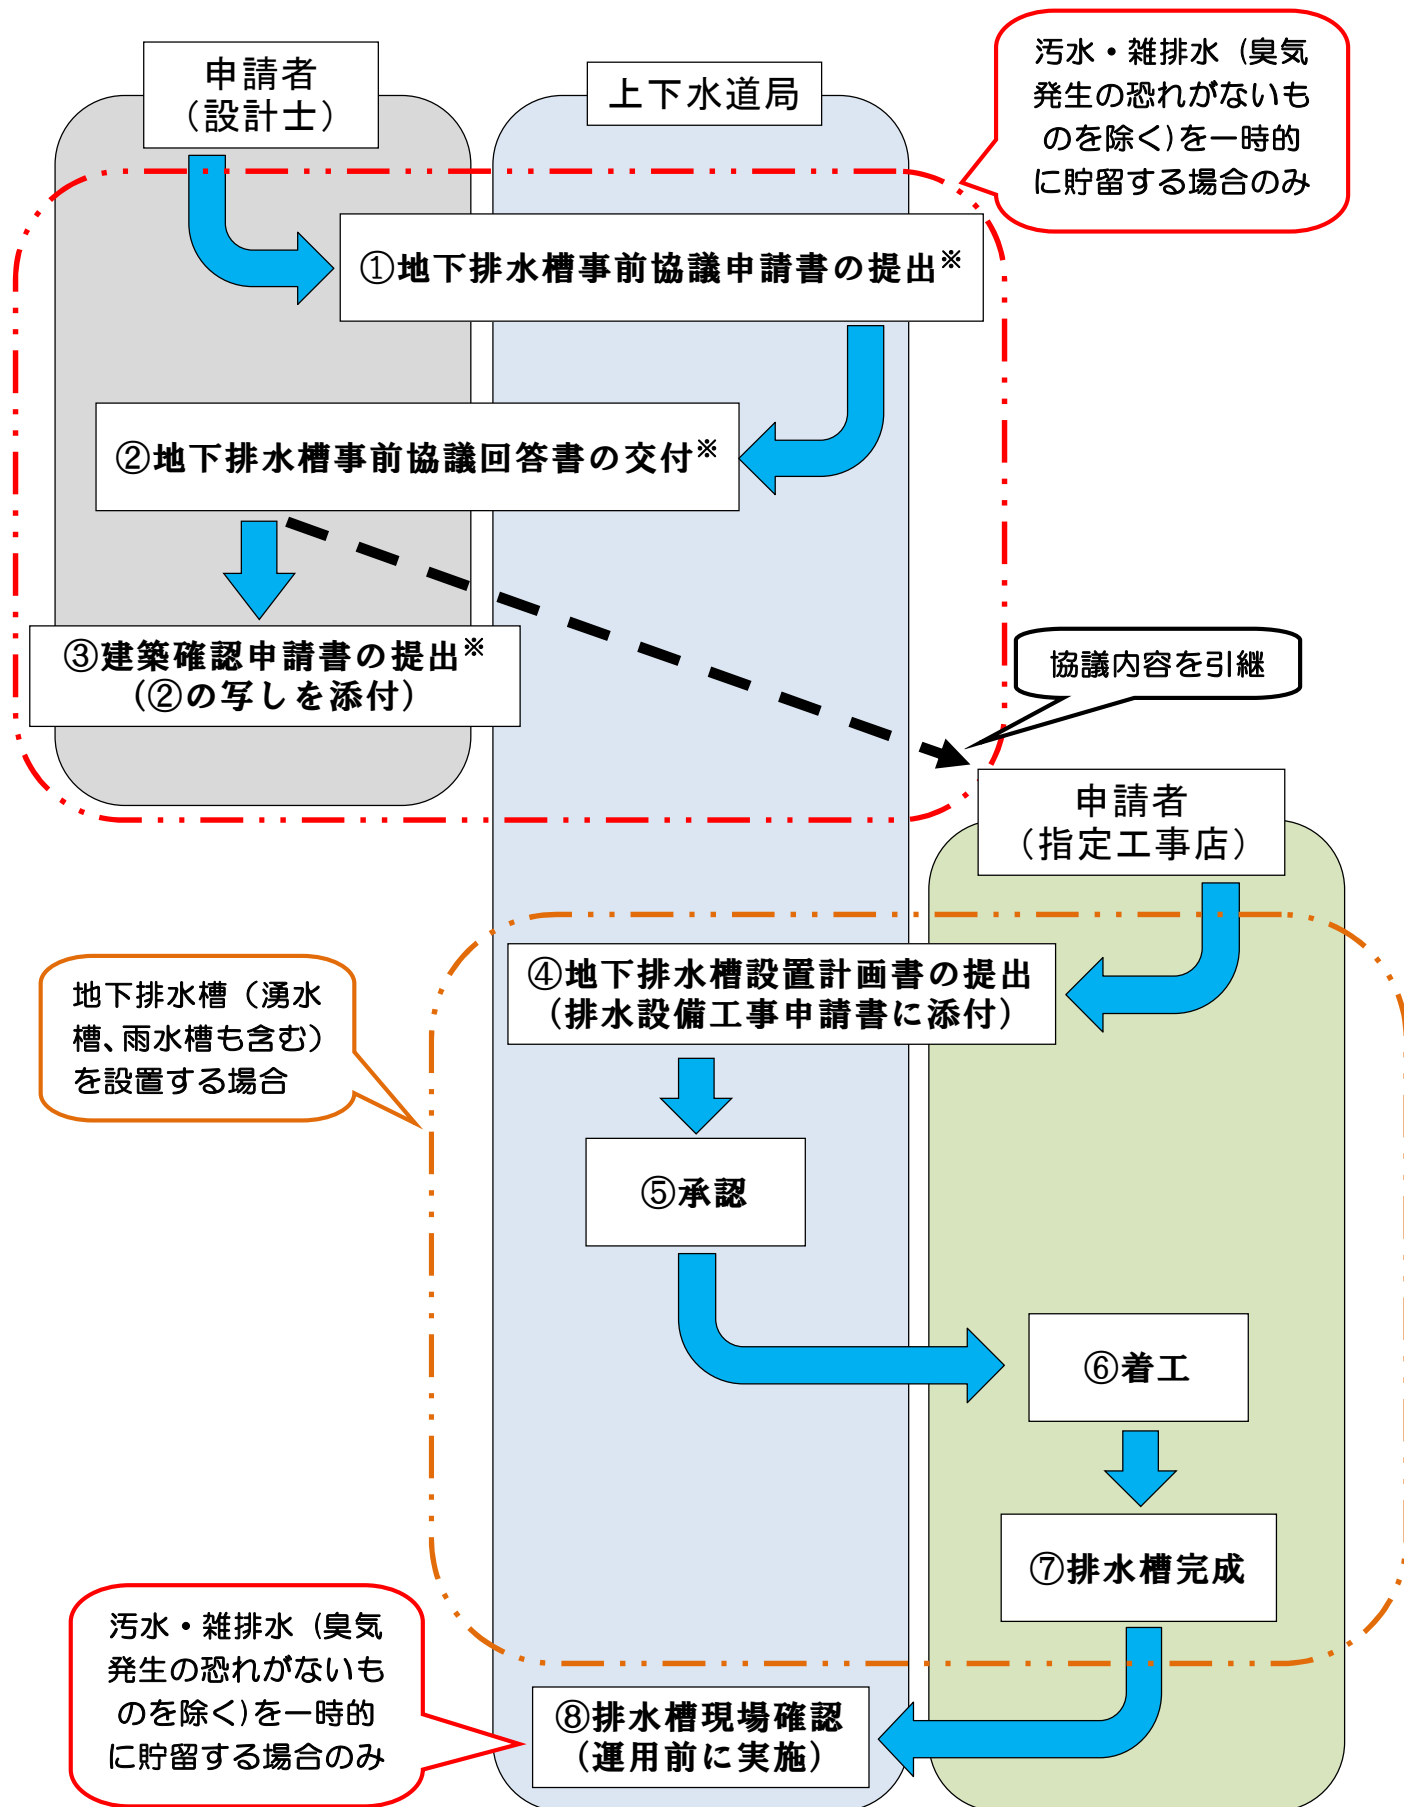 申請者
（設計士）
上下水道局
汚水・雑排水（臭気
発生の恐れがないも
のを除く)を一時的
に貯留する場合のみ
①地下排水槽事前協議申請書の提出※
②地下排水槽事前協議回答書の交付※
③建築確認申請書の提出※
（②の写しを添付）
協議内容を引継
申請者
（指定工事店）
④地下排水槽設置計画書の提出
（排水設備工事申請書に添付）
地下排水槽（湧水
槽、雨水槽も含む）
を設置する場合
⑤承認
⑥着工
⑦排水槽完成
汚水・雑排水（臭気
発生の恐れがないも
のを除く)を一時的
に貯留する場合のみ
⑧排水槽現場確認
（運用前に実施）